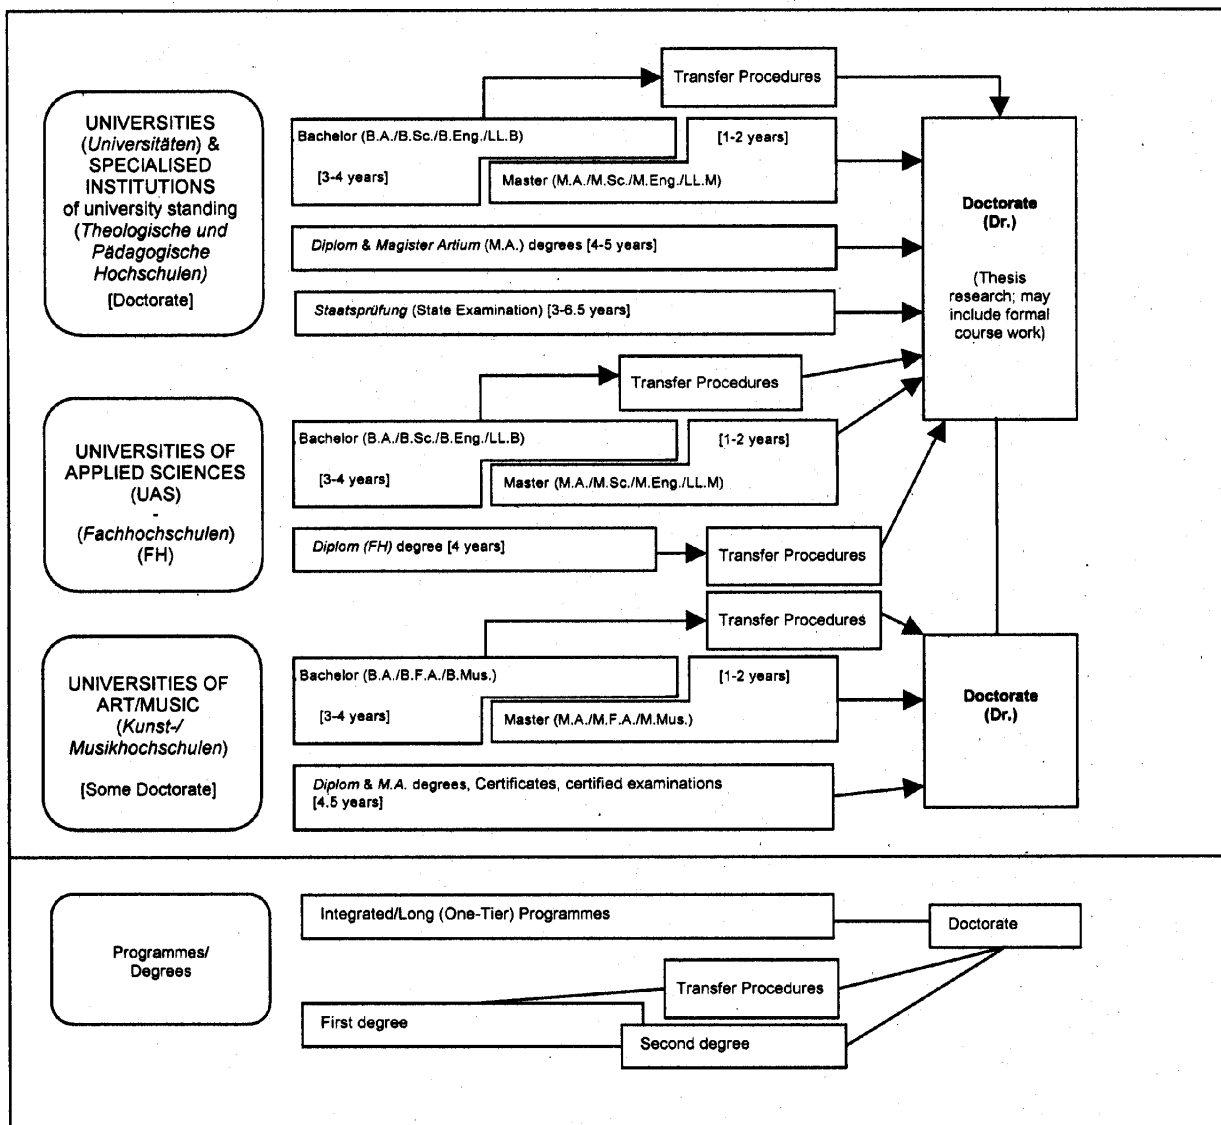 Transfer Procedures
UNIVERSITIES
(Universitäten) &
SPECIALISED
INSTITUTIONS
of university standing
(Theologische und
Pädagogische
Hochschulen)
[Doctorate]
Bachelor (B.A./B.Sc./B.Eng./LL.B)
[1-2 years]
[3-4 years]
Master (M.A./M.Sc./M.Eng./LL.M)
Diplom & Magister Artium (M.A.) degrees [4-5 years]
Staatsprüfung (State Examination) [3-6.5 years]
Doctorate
(Dr.)
(Thesis
research; may
include formal
course work)
Transfer Procedures
UNIVERSITIES OF
APPLIED SCIENCES
(UAS)
-
(Fachhochschulen)
(FH)
Bachelor (B.A./B.Sc./B.Eng./LL.B)
[1-2 years]
[3-4 years]
Master (M.A./M.Sc./M.Eng./LL.M)
Diplom (FH) degree [4 years]
Transfer Procedures
Transfer Procedures
UNIVERSITIES OF
ART/MUSIC
(Kunst-/
Musikhochschulen)
[Some Doctorate]
Bachelor (B.A./B.F.A./B.Mus.)
[1-2 years]
[3-4 years]
Master (M.A./M.F.A./M.Mus.)
Diplom & M.A. degrees, Certificates, certified examinations
[4.5 years]
Doctorate
(Dr.)
Programmes/
Degrees
Integrated/Long (One-Tier) Programmes
Doctorate
Transfer Procedures
First degree
Second degree